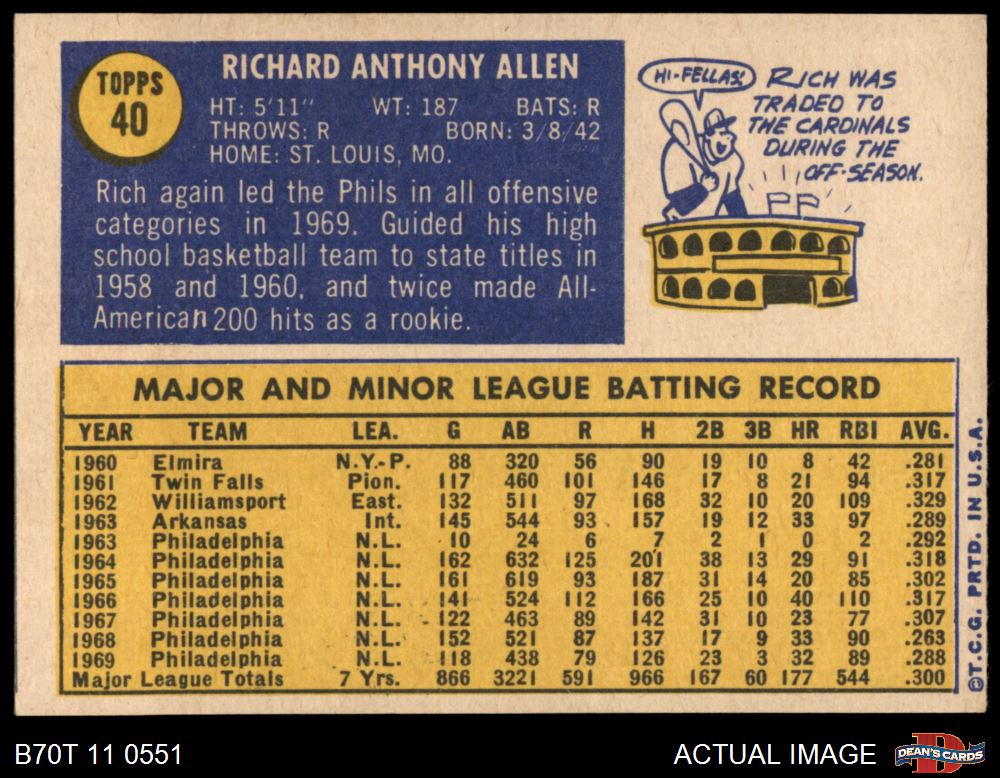 TOPPS
40
RICHARD ANTHONY ALLEN
HT: 5'11" WT: 187 BATS: R
THROWS: R BORN: 3/8/42
HOME: ST. LOUIS, MO.
Rich again led the Phils in all offensive
categories in 1969. Guided his high
school basketball team to state titles in
1958 and 1960, and twice made All-
American 200 hits as a rookie.
HI-FELLAS!
RICH WAS
TRADED TO
THE CARDINALS
DURING THE
OFF-SEASON.
MAJOR AND MINOR LEAGUE BATTING RECORD
YEAR TEAM LEA. G AB R H 2B 3B HR RBI AVG.
1960 Elmira N.Y.-P. 88 320 56 90 19 10 8 42 .281
1961 Twin Falls Pion. 117 460 101 146 17 8 21 94 .317
1962 Williamsport East. 132 511 97 168 32 10 20 109 .329
1963 Arkansas Int. 145 544 93 157 19 12 33 97 .289
1963 Philadelphia N.L. 10 24 6 7 2 1 0 2 .292
1964 Philadelphia N.L. 162 632 125 201 38 13 29 91 .318
1965 Philadelphia N.L. 161 619 93 187 31 14 20 85 .302
1966 Philadelphia N.L. 141 524 112 166 25 10 40 110 .317
1967 Philadelphia N.L. 122 463 89 142 31 10 23 77 .307
1968 Philadelphia N.L. 152 521 87 137 17 9 33 90 .263
1969 Philadelphia N.L. 118 438 79 126 23 3 32 89 .288
Major League Totals 7 Yrs. 866 3221 591 966 167 60 177 544 .300
©T.C.G. PRTD. IN U.S.A.
B70T 11 0551
ACTUAL IMAGE
D
DEAN'S CARDS